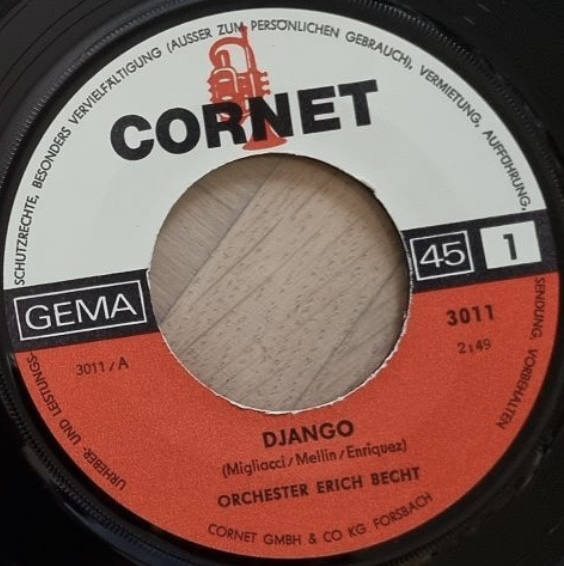 SCHUTZRECHTE, BESONDERS VERVIELFÄLTIGUNG (AUSSER ZUM PERSÖNLICHEN GEBRAUCH), VERMIETUNG, AUFFÜHRUNG,
CORNET
GEMA
45
1
3011/A
3011
2:49
DJANGO
(Migliacci/Mellin/Enriquez)
ORCHESTER ERICH BECHT
CORNET GMBH & CO KG FORSBACH
URHEBER- UND LEISTUNGS-
SENDUNG, VORBEHALTEN